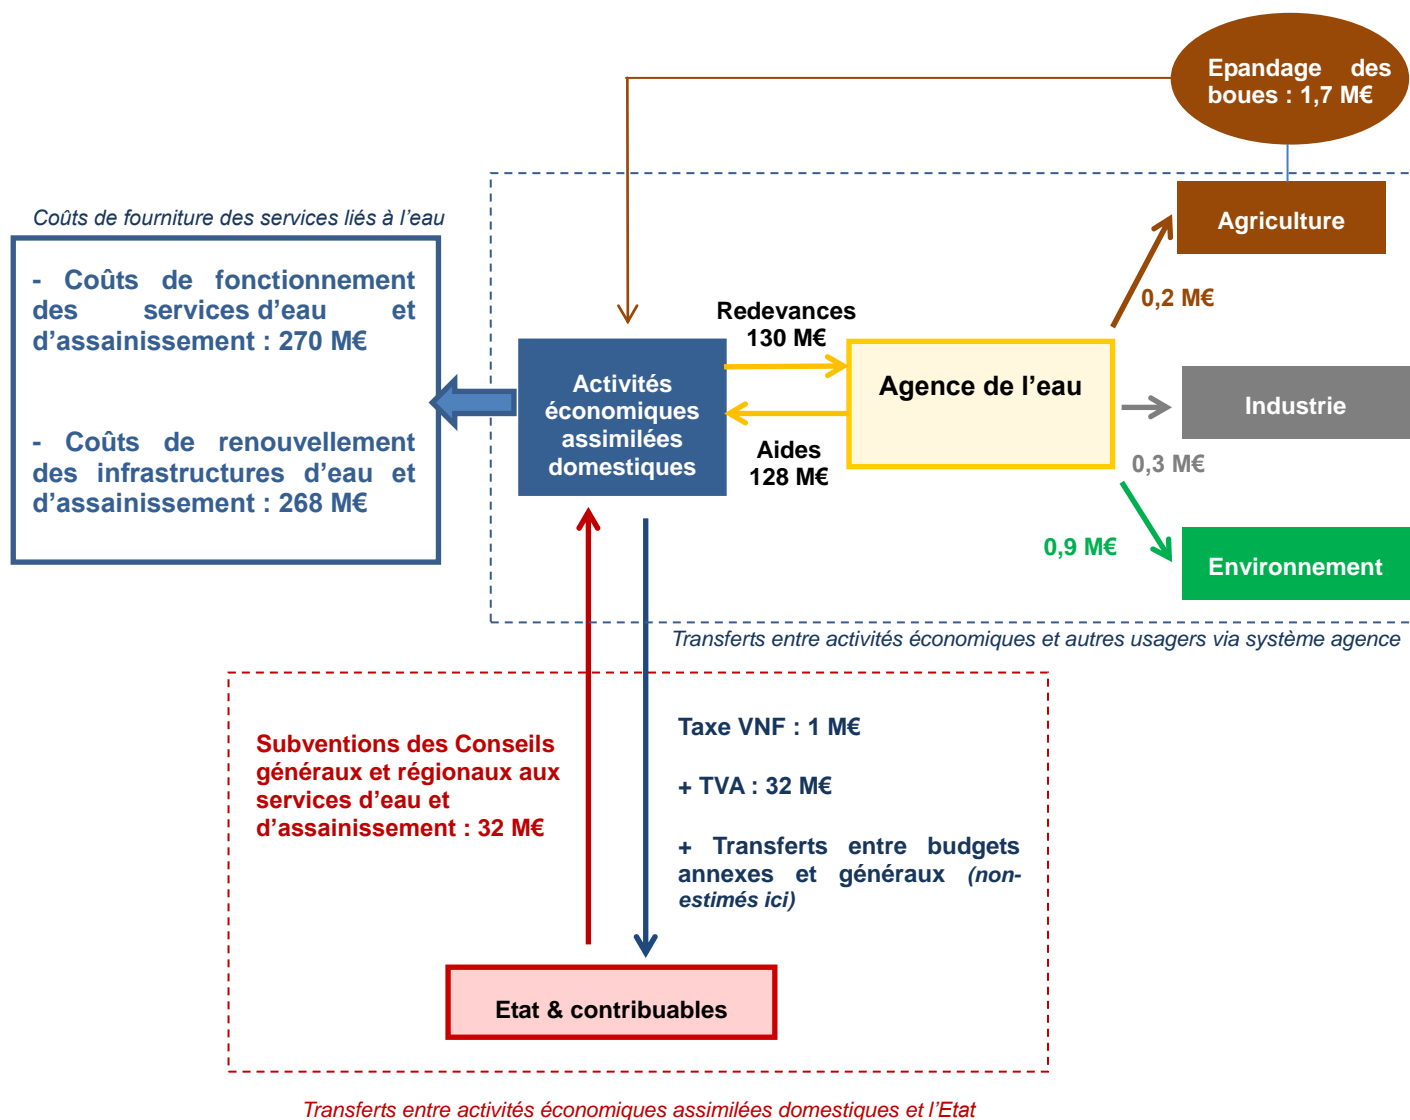 Epandage des
boues : 1,7 M€
Coûts de fourniture des services liés à l'eau
- Coûts de fonctionnement
des services d'eau et
d'assainissement : 270 M€
- Coûts de renouvellement
des infrastructures d'eau et
d'assainissement : 268 M€
Activités
économiques
assimilées
domestiques
Redevances
130 M€
Aides
128 M€
Agence de l'eau
Agriculture
0,2 M€
Industrie
0,3 M€
0,9 M€
Environnement
Transferts entre activités économiques et autres usagers via système agence
Subventions des Conseils
généraux et régionaux aux
services d'eau et
d'assainissement : 32 M€
Taxe VNF : 1 M€
+ TVA : 32 M€
+ Transferts entre budgets
annexes et généraux (non-
estimés ici)
Etat & contribuables
Transferts entre activités économiques assimilées domestiques et l'Etat